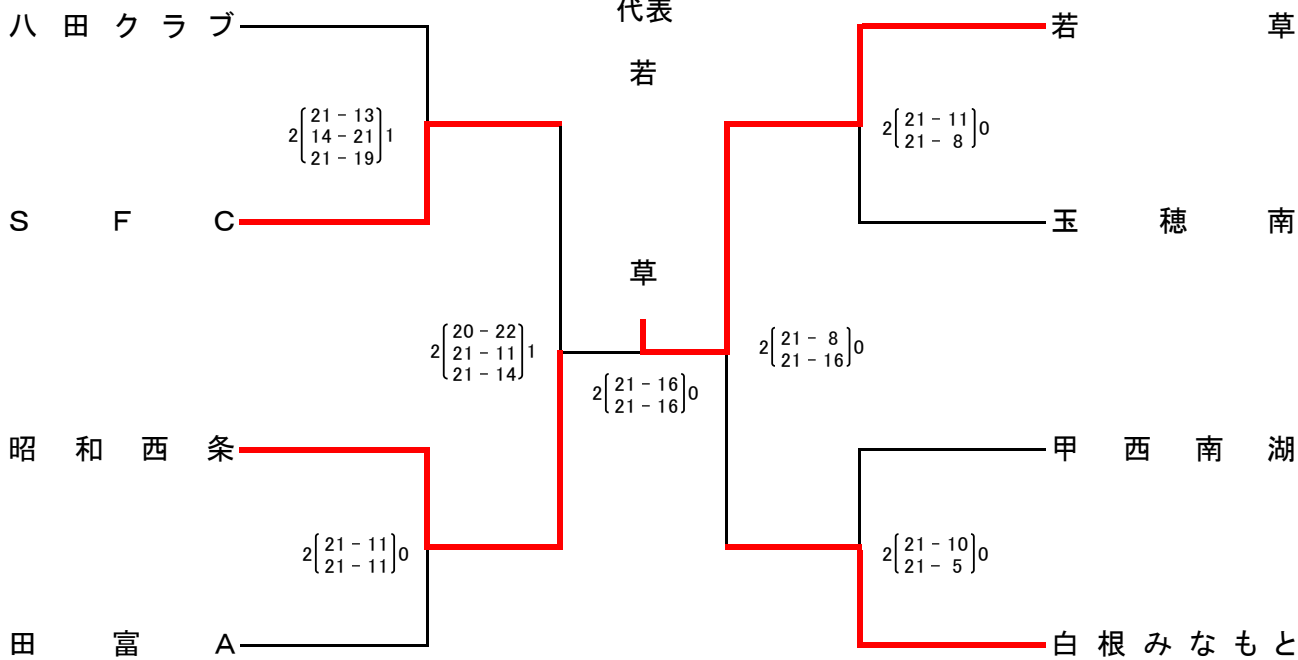 代表
若
草
八田クラブ
2 21 - 13 1
14 - 21
21 - 19
SFC
2 20 - 22 1
21 - 11
21 - 14
昭和西条
2 21 - 11 0
21 - 11
田富A
2 21 - 16 0
21 - 16
若草
2 21 - 11 0
21 - 8
玉穂南
2 21 - 8 0
21 - 16
甲西南湖
2 21 - 10 0
21 - 5
白根みなもと